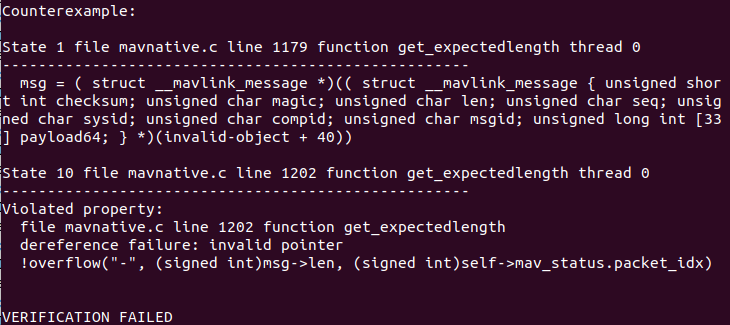 Counterexample:
State 1 file mavnative.c line 1179 function get_expectedlength thread 0
----------------------------------------------------
  msg = ( struct __mavlink_message *)(( struct __mavlink_message { unsigned shor
t int checksum; unsigned char magic; unsigned char len; unsigned char seq; unsig
ned char sysid; unsigned char compid; unsigned char msgid; unsigned long int [33
] payload64; } *)(invalid-object + 40))
State 10 file mavnative.c line 1202 function get_expectedlength thread 0
----------------------------------------------------
Violated property:
  file mavnative.c line 1202 function get_expectedlength
  dereference failure: invalid pointer
  !overflow("-", (signed int)msg->len, (signed int)self->mav_status.packet_idx)
VERIFICATION FAILED